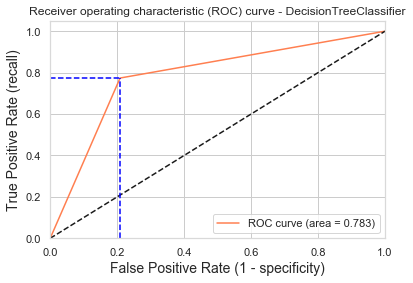 Receiver operating characteristic (ROC) curve - DecisionTreeClassifier
True Positive Rate (recall)
1.0
0.8
0.6
0.4
0.2
0.0
ROC curve (area = 0.783)
0.0 0.2 0.4 0.6 0.8 1.0
False Positive Rate (1 - specificity)